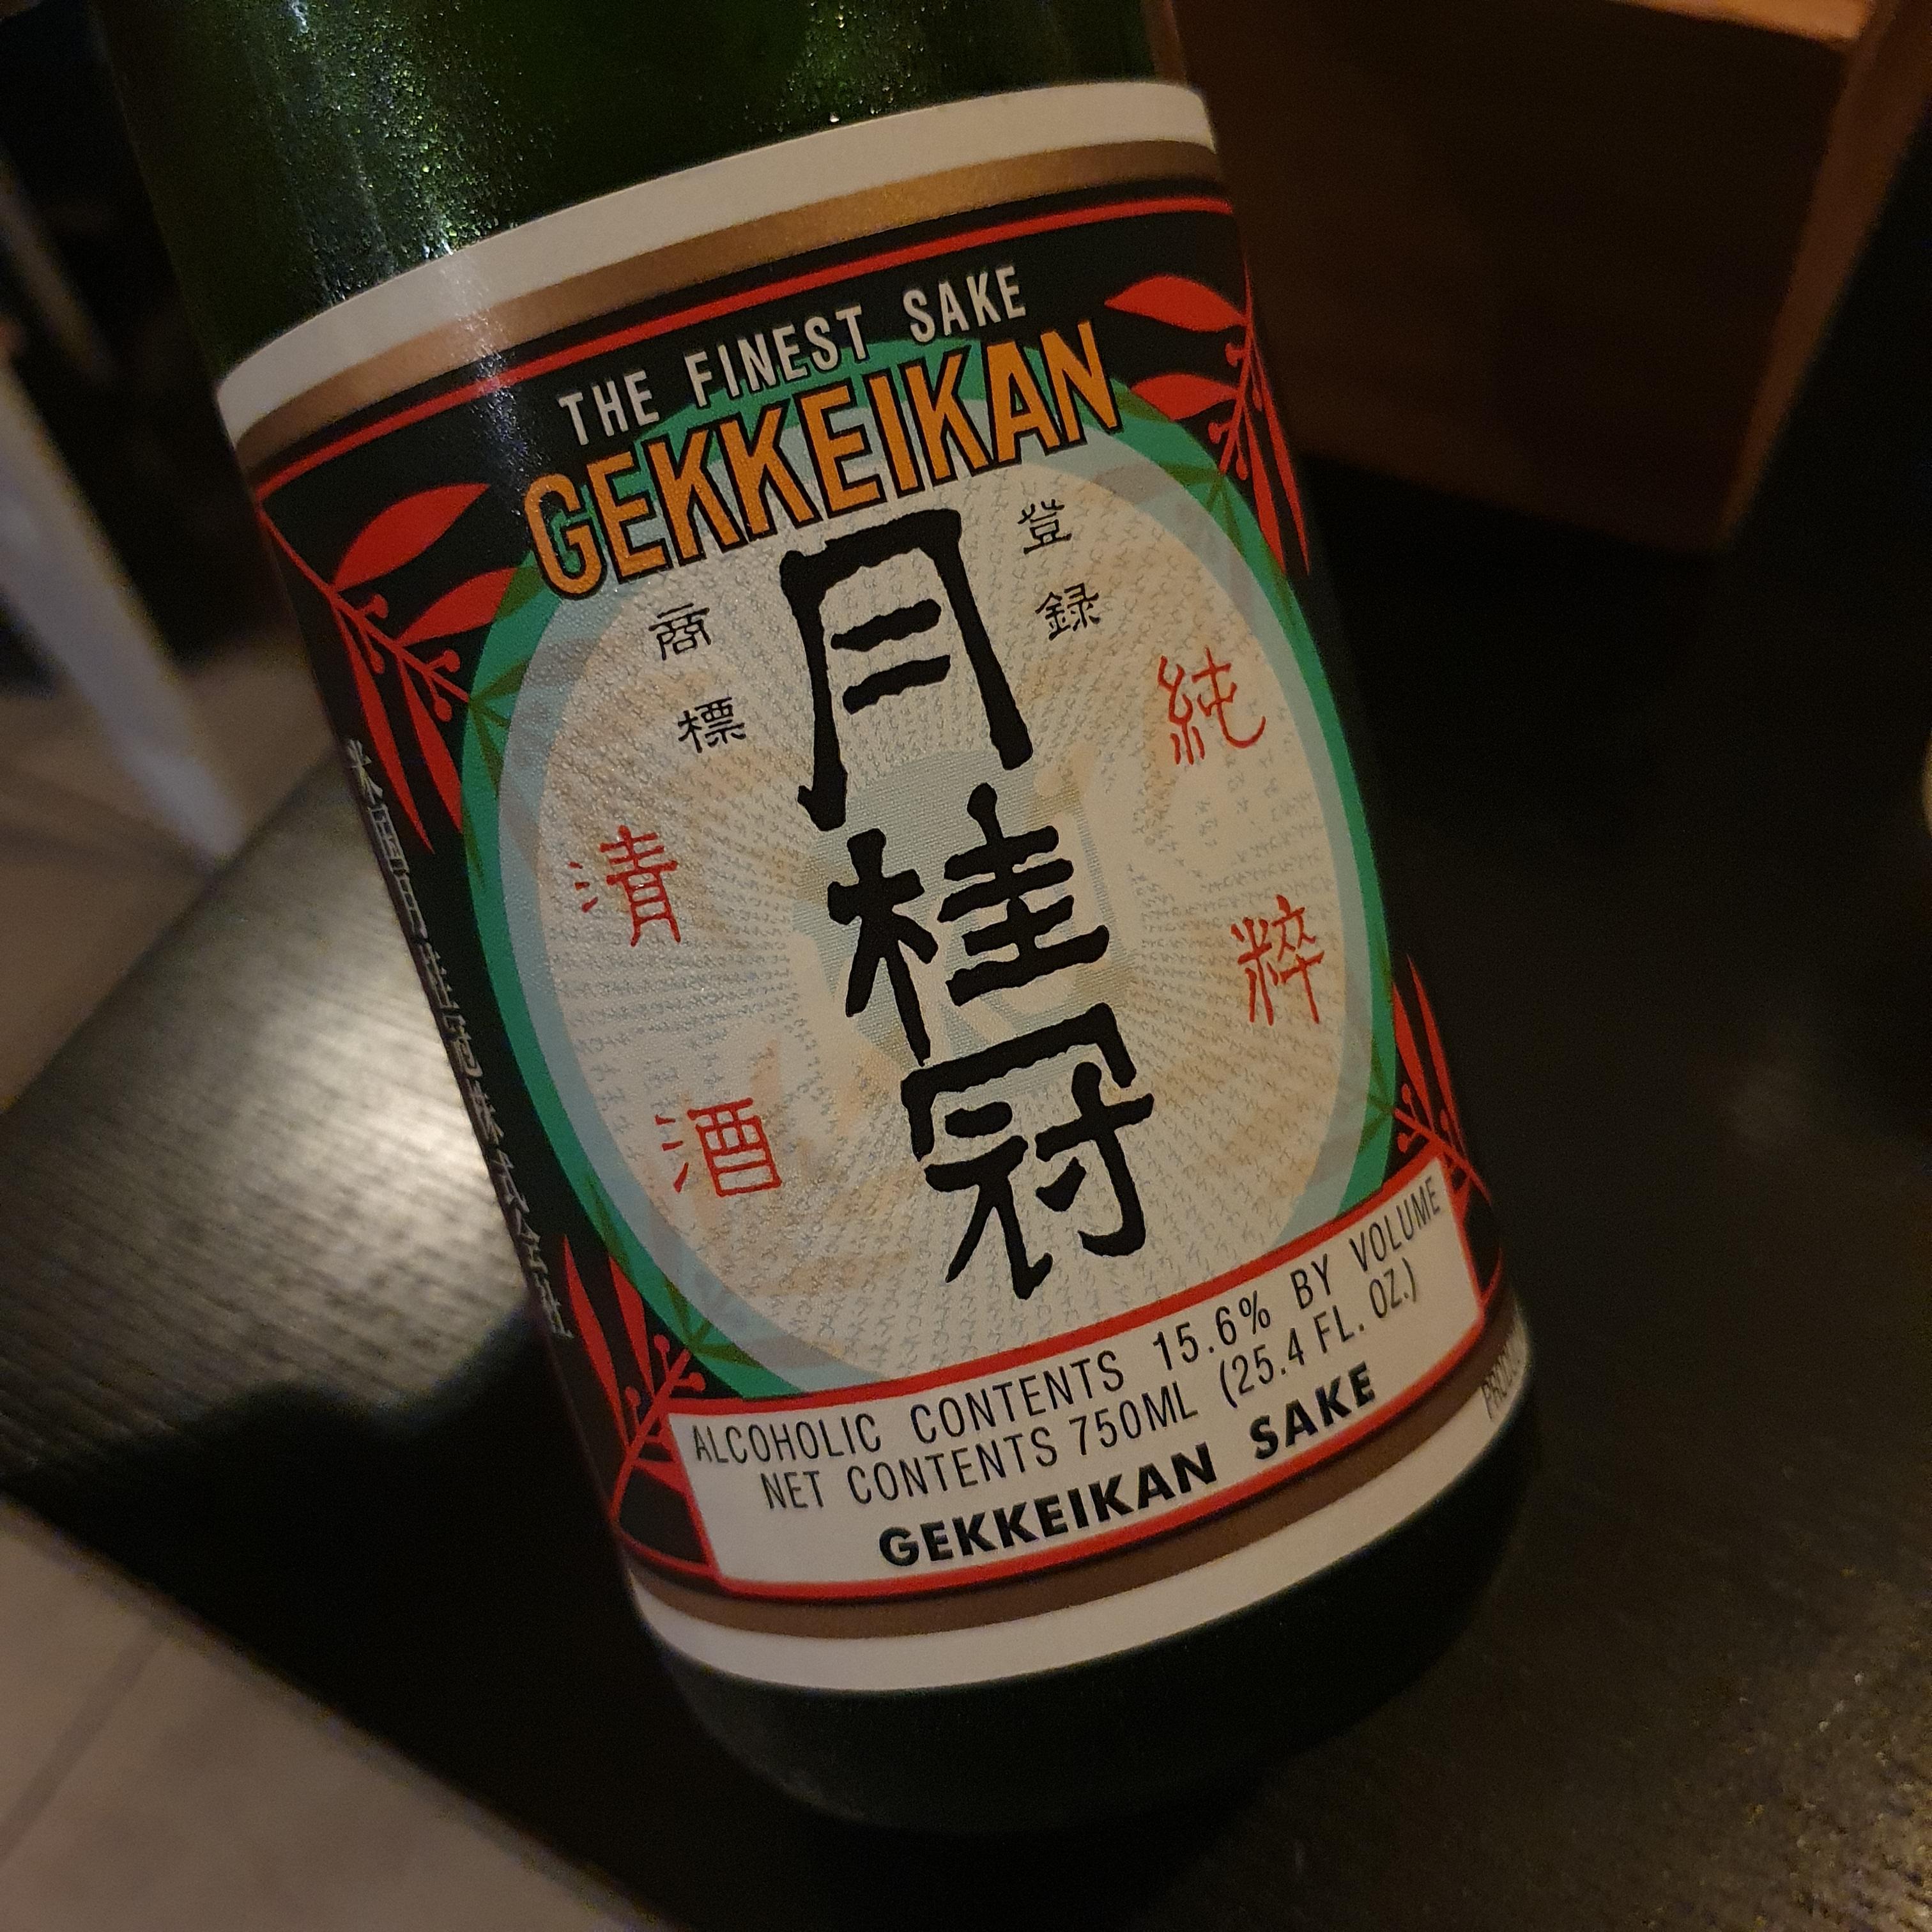 THE FINEST SAKE
GEKKEIKAN
登録
商標
月桂冠
純粋
清酒
ALCOHOLIC CONTENTS 15.6% BY VOLUME
NET CONTENTS 750ML (25.4 FL. OZ.)
GEKKEIKAN SAKE